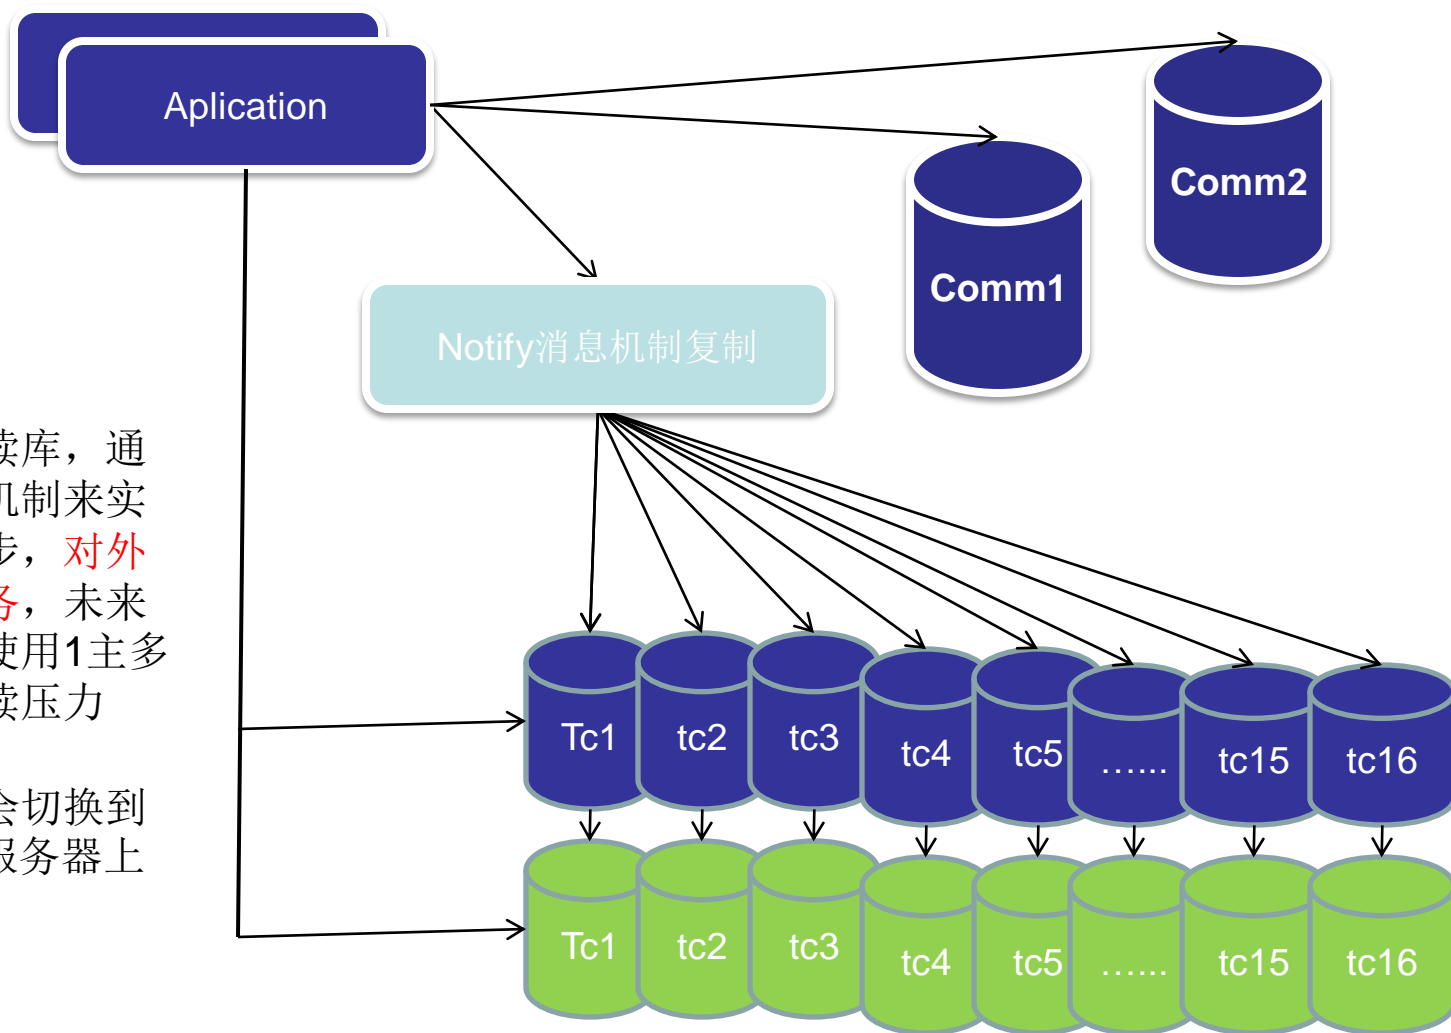 Aplication
Comm2
Comm1
Notify消息机制复制
读库，通
机制来实
步，对外
务，未来
使用1主多
读压力
会切换到
服务器上
Tc1 tc2 tc3 tc4 tc5 …... tc15 tc16
Tc1 tc2 tc3 tc4 tc5 …... tc15 tc16